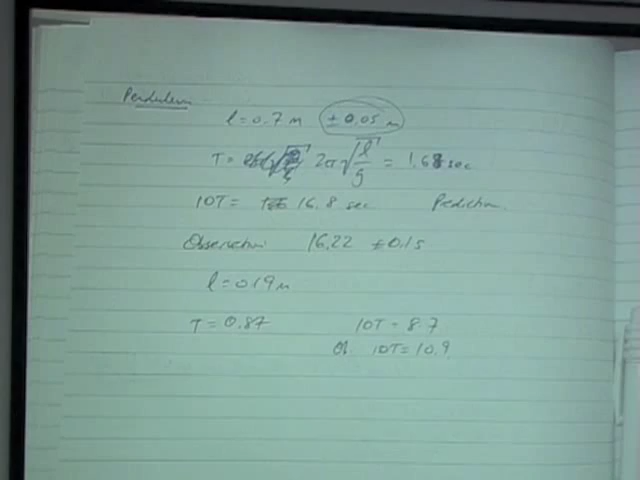 Pendulum
l = 0.7 m ± 0.05 m
T = 2π√(l/g) = 1.68 sec
10T = 16.8 sec Prediction
Observation 16.22 ± 0.15
l = 0.19 m
T = 0.87 10T = 8.7
Ob. 10T = 10.9